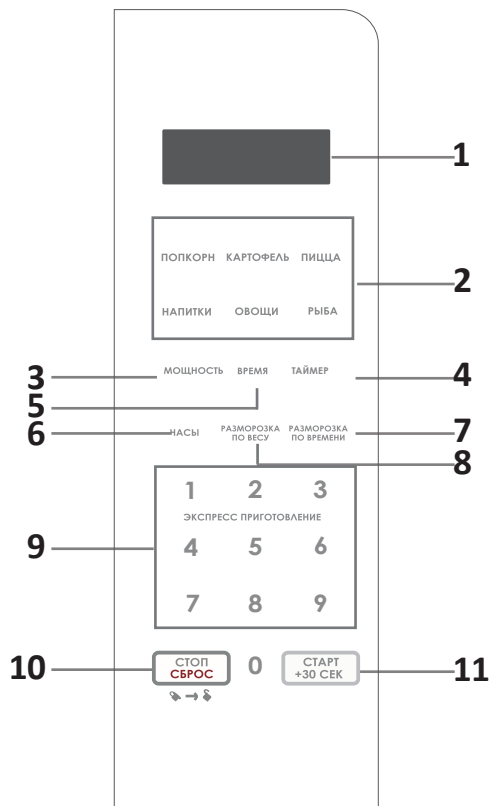 1
ПОПКОРН КАРТОФЕЛЬ ПИЦЦА
2
НАПИТКИ ОВОЩИ РЫБА
3 МОЩНОСТЬ ВРЕМЯ ТАЙМЕР 4
5
6 ЧАСЫ РАЗМОРОЗКА ПО ВЕСУ РАЗМОРОЗКА ПО ВРЕМЕНИ 7
8
1 2 3
ЭКСПРЕСС ПРИГОТОВЛЕНИЕ
9 4 5 6
7 8 9
10 СТОП СБРОС 0 СТАРТ +30 СЕК 11